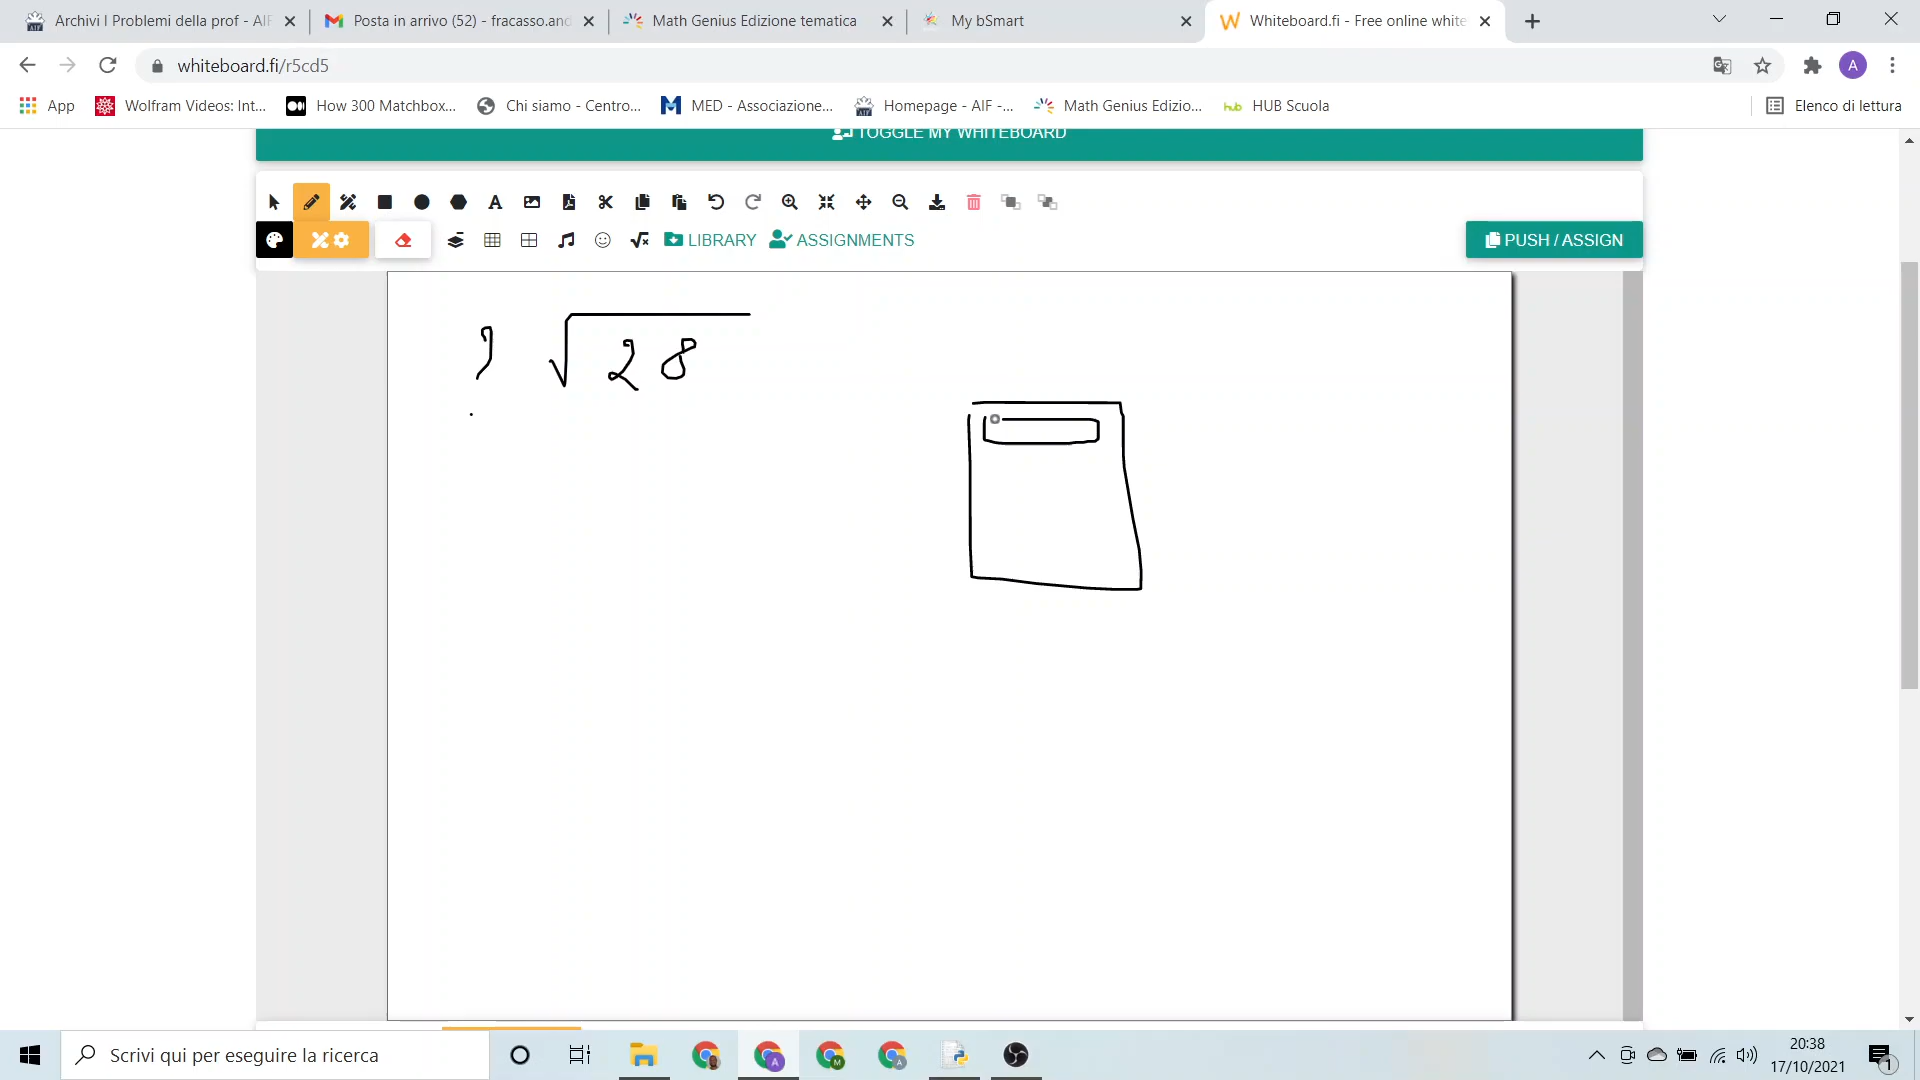 Archivi I Problemi della prof - AIF
Posta in arrivo (52) - fracasso.and
Math Genius Edizione tematica
My bSmart
Whiteboard.fi - Free online white
whiteboard.fi/r5cd5
A
App
Wolfram Videos: Int...
How 300 Matchbox...
Chi siamo - Centro...
MED - Associazione...
Homepage - AIF -...
Math Genius Edizio...
HUB Scuola
Elenco di lettura
TOGGLE MY WHITEBOARD
LIBRARY
ASSIGNMENTS
PUSH / ASSIGN
? √28
Scrivi qui per eseguire la ricerca
20:38
17/10/2021
1